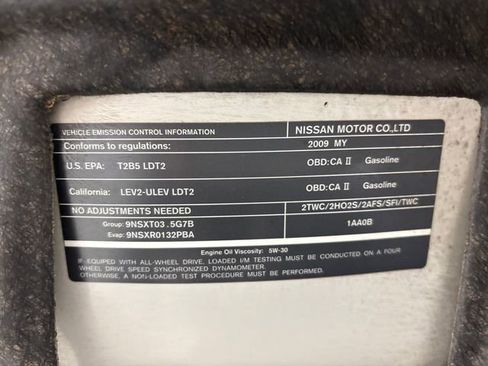 VEHICLE EMISSION CONTROL INFORMATION NISSAN MOTOR CO.,LTD
Conforms to regulations: 2009 MY
U.S. EPA: T2B5 LDT2 OBD:CA II Gasoline
California: LEV2-ULEV LDT2 OBD:CA II Gasoline
NO ADJUSTMENTS NEEDED 2TWC/2HO2S/2AFS/SFI/TWC
Group: 9NSXT03.5G7B 1AA0B
Evap: 9NSXR0132PBA
Engine Oil Viscosity: 5W-30
IF EQUIPPED WITH ALL-WHEEL DRIVE, LOADED I/M TESTING MUST BE CONDUCTED ON A FOUR
WHEEL DRIVE SPEED SYNCHRONIZED DYNAMOMETER.
OTHERWISE, A NON-LOADED TEST PROCEDURE MUST BE USED.